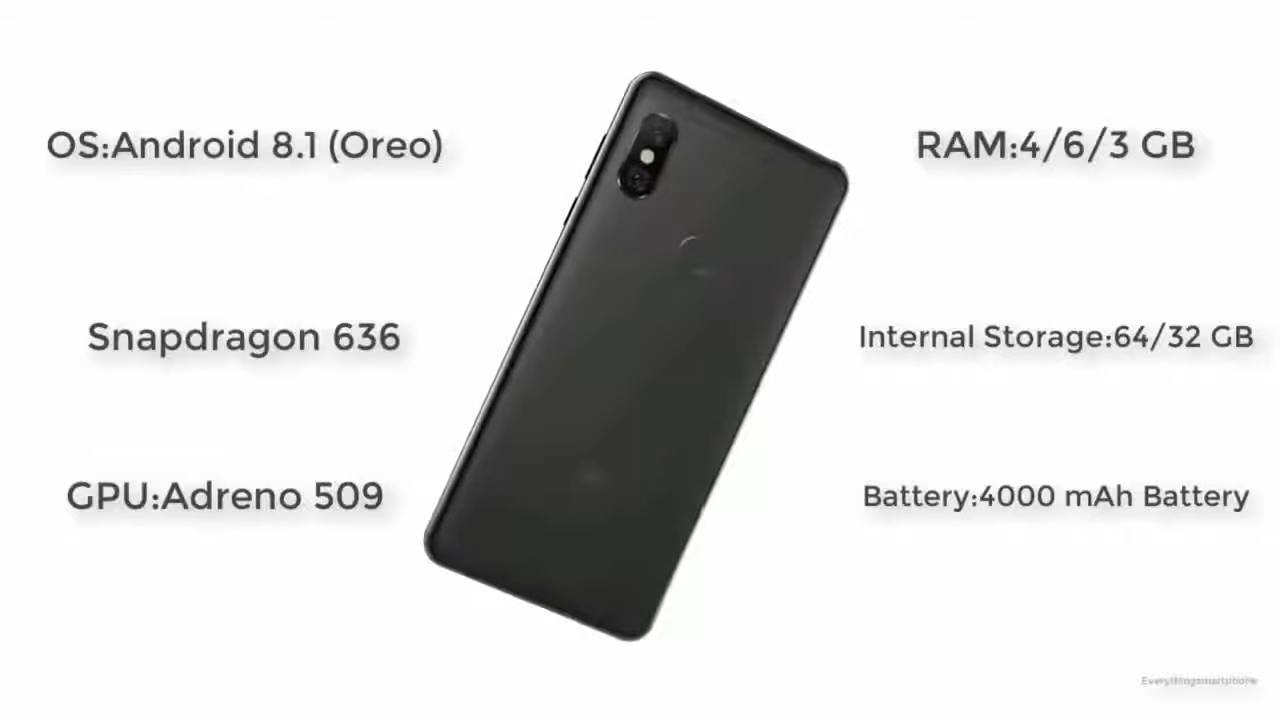 OS:Android 8.1 (Oreo)
RAM:4/6/3 GB
Snapdragon 636
Internal Storage:64/32 GB
GPU:Adreno 509
Battery:4000 mAh Battery
Everythingsmartphone